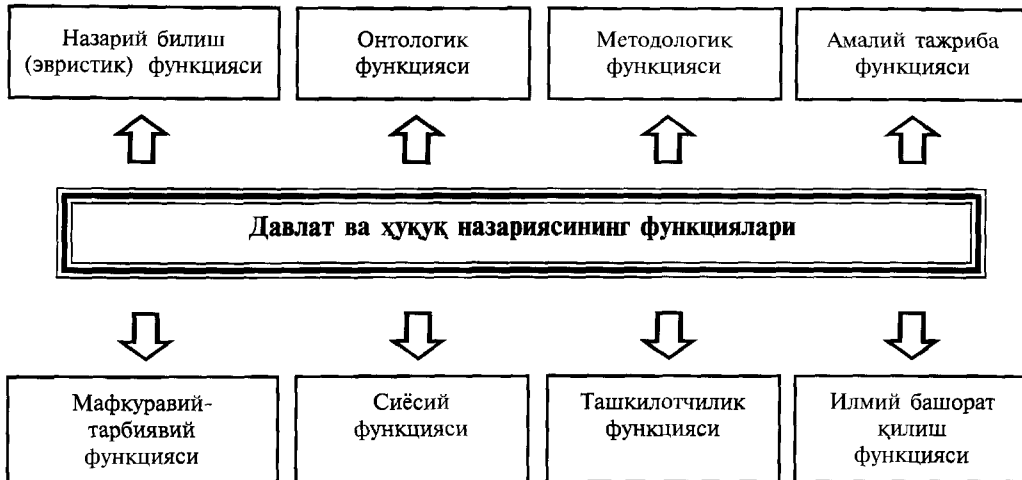 Назарий билиш
(эвристик) функцияси
Онтологик
функцияси
Методологик
функцияси
Амалий тажриба
функцияси
Давлат ва ҳуқуқ назариясининг функциялари
Мафкуравий-
тарбиявий
функцияси
Сиёсий
функцияси
Ташкилотчилик
функцияси
Илмий башорат
қилиш
функцияси